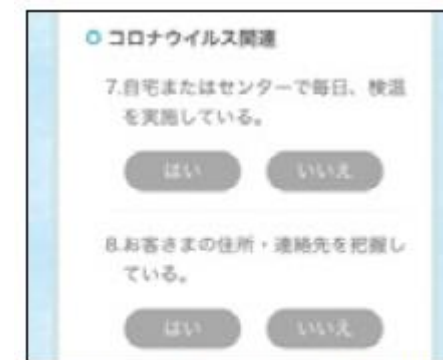 コロナウイルス関連
7.自宅またはセンターで毎日、検温
を実施している。
はい いいえ
8.お客さまの住所・連絡先を把握し
ている。
はい いいえ